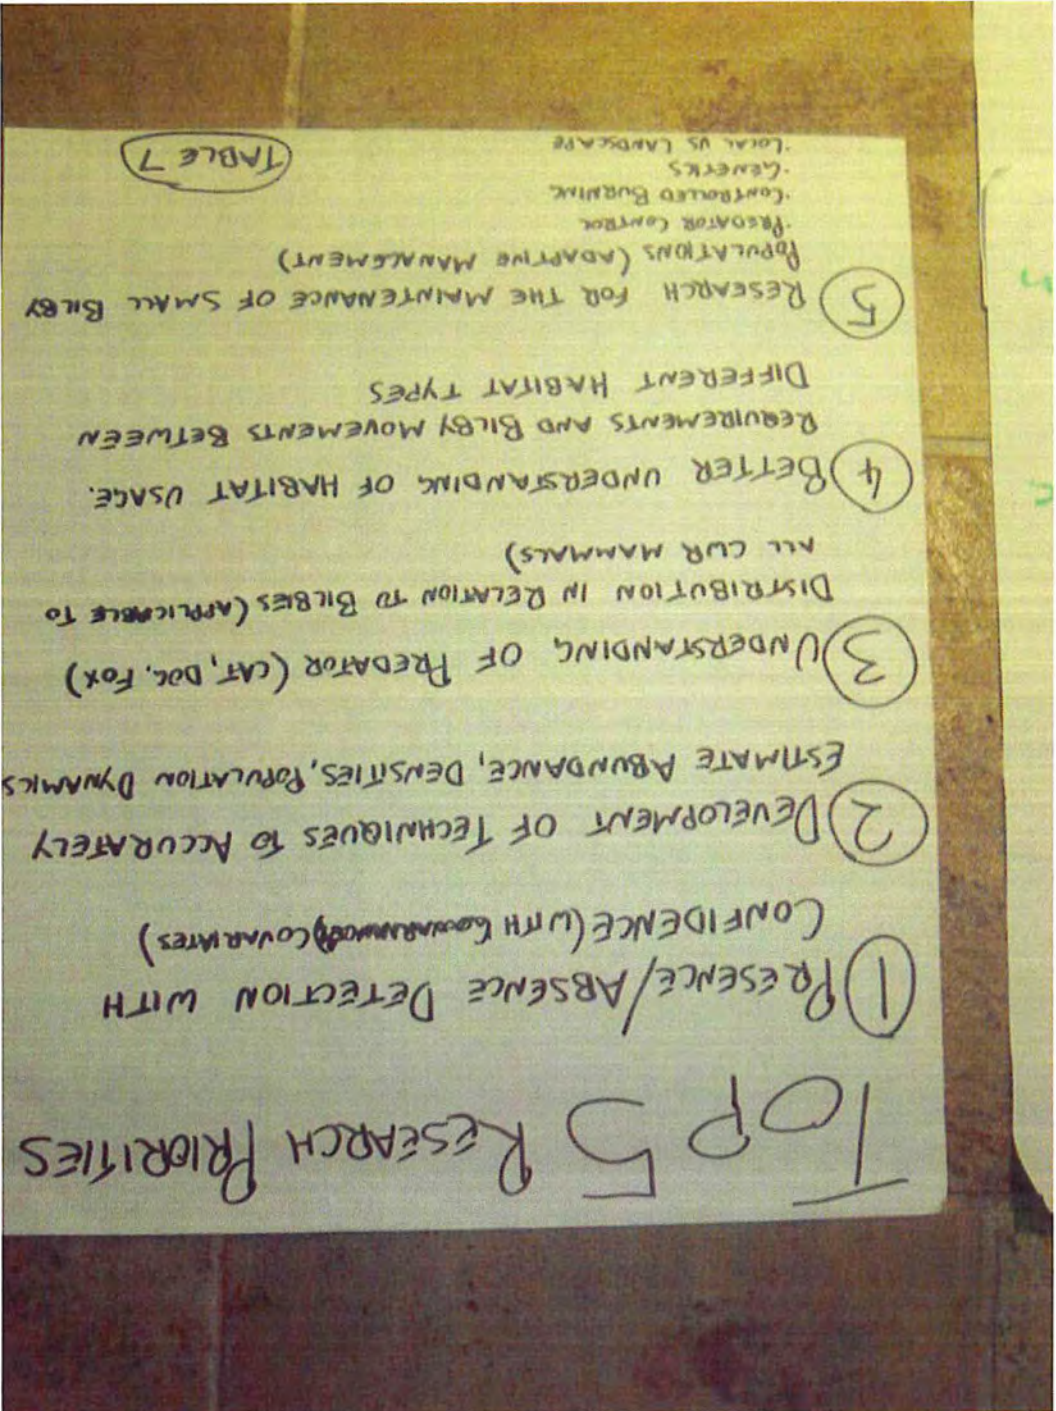 TOP 5 RESEARCH PRIORITIES
1 PRESENCE/ABSENCE DETECTION WITH
CONFIDENCE (WITH COVARIATES)
2 DEVELOPMENT OF TECHNIQUES TO ACCURATELY
ESTIMATE ABUNDANCE, DENSITIES, POPULATION DYNAMICS
3 UNDERSTANDING OF PREDATOR (CAT, DOG, FOX)
DISTRIBUTION IN RELATION TO BILBIES (APPLICABLE TO
ALL CWR MAMMALS)
4 BETTER UNDERSTANDING OF HABITAT USAGE.
REQUIREMENTS AND BILBY MOVEMENTS BETWEEN
DIFFERENT HABITAT TYPES
5 RESEARCH FOR THE MAINTENANCE OF SMALL BILBY
POPULATIONS (ADAPTIVE MANAGEMENT)
·PREDATOR CONTROL
·CONTROLLED BURNING
·GENETICS
·LOCAL VS LANDSCAPE
TABLE 7